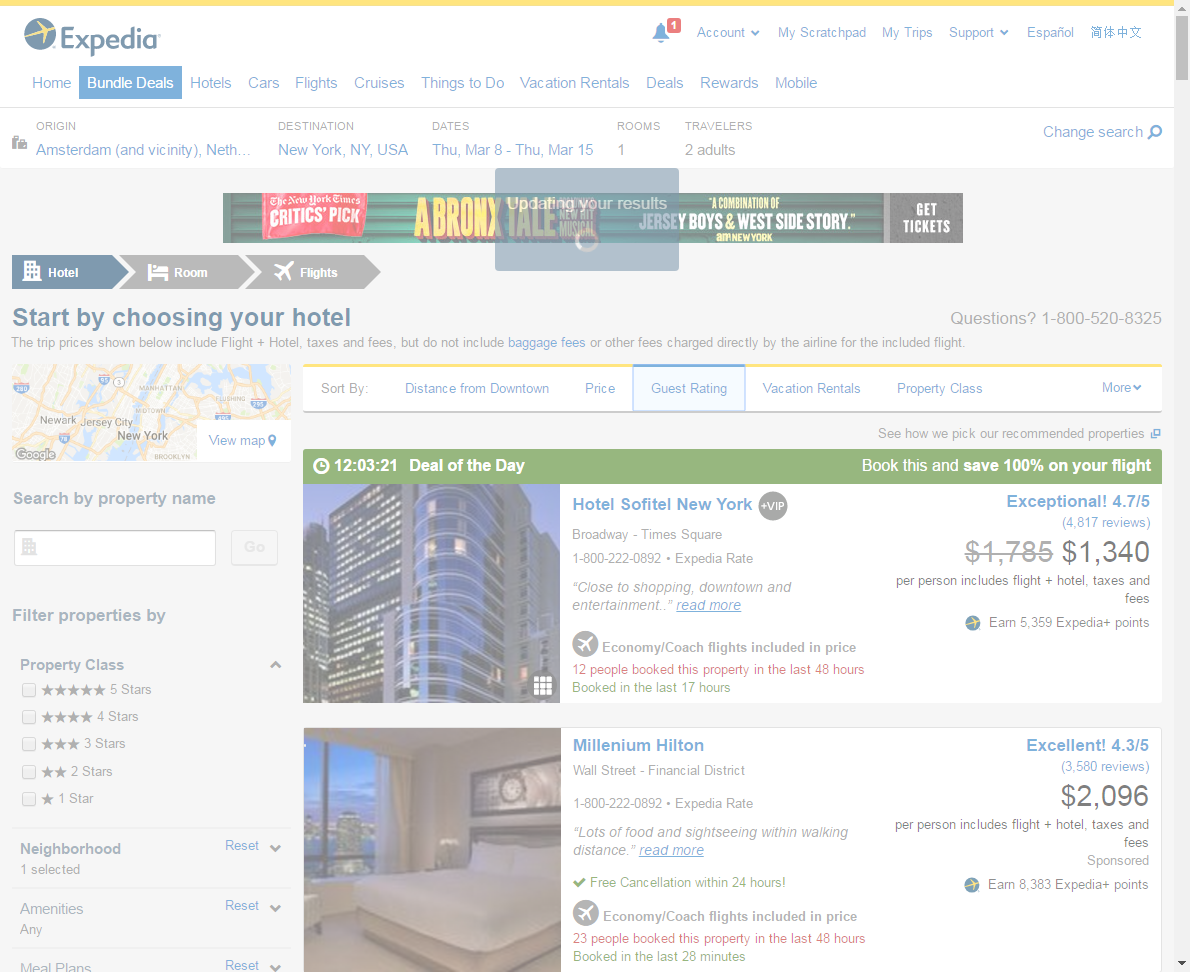 Expedia
1
Account
My Scratchpad
My Trips
Support
Español
简体中文
Home
Bundle Deals
Hotels
Cars
Flights
Cruises
Things to Do
Vacation Rentals
Deals
Rewards
Mobile
ORIGIN
Amsterdam (and vicinity), Neth...
DESTINATION
New York, NY, USA
DATES
Thu, Mar 8 - Thu, Mar 15
ROOMS
1
TRAVELERS
2 adults
Change search
The New York Times
CRITICS' PICK
A BRONX TALE
NEW HIT
MUSICAL
Updating your results
"A COMBINATION OF
JERSEY BOYS & WEST SIDE STORY."
amNEWYORK
GET
TICKETS
Hotel
Room
Flights
Start by choosing your hotel
Questions? 1-800-520-8325
The trip prices shown below include Flight + Hotel, taxes and fees, but do not include baggage fees or other fees charged directly by the airline for the included flight.
MANHATTAN
FLUSHING
MIDTOWN
Newark
Jersey City
New York
BROOKLYN
Google
View map
Sort By:
Distance from Downtown
Price
Guest Rating
Vacation Rentals
Property Class
More
See how we pick our recommended properties
Search by property name
Go
Filter properties by
Property Class
5 Stars
4 Stars
3 Stars
2 Stars
1 Star
Neighborhood
Reset
1 selected
Amenities
Reset
Any
Meal Plans
Reset
12:03:21 Deal of the Day
Book this and save 100% on your flight
Hotel Sofitel New York
+VIP
Broadway - Times Square
1-800-222-0892 • Expedia Rate
“Close to shopping, downtown and
entertainment..” read more
Economy/Coach flights included in price
12 people booked this property in the last 48 hours
Booked in the last 17 hours
Exceptional! 4.7/5
(4,817 reviews)
$1,785 $1,340
per person includes flight + hotel, taxes and
fees
Earn 5,359 Expedia+ points
Millenium Hilton
Wall Street - Financial District
1-800-222-0892 • Expedia Rate
“Lots of food and sightseeing within walking
distance.” read more
Free Cancellation within 24 hours!
Economy/Coach flights included in price
23 people booked this property in the last 48 hours
Booked in the last 28 minutes
Excellent! 4.3/5
(3,580 reviews)
$2,096
per person includes flight + hotel, taxes and
fees
Sponsored
Earn 8,383 Expedia+ points